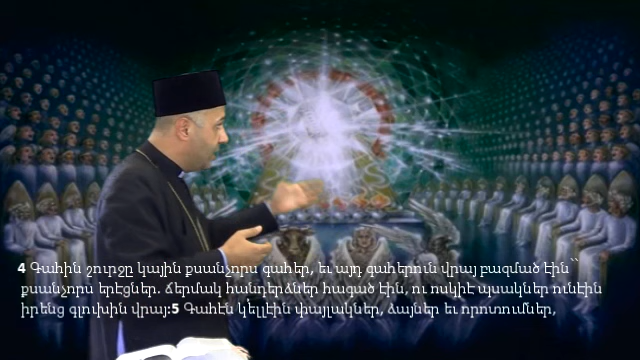 4 Գահին շուրջը կային քսանչորս գահեր, եւ այդ գահերուն վրայ բազմած էին՝՝
քսանչորս երէցներ. ճերմակ հանդերձներ հագած էին, ու ոսկիէ պսակներ ունէին
իրենց գլուխին վրայ:5 Գահէն կ'ելլէին փայլակներ, ձայներ եւ որոտումներ,